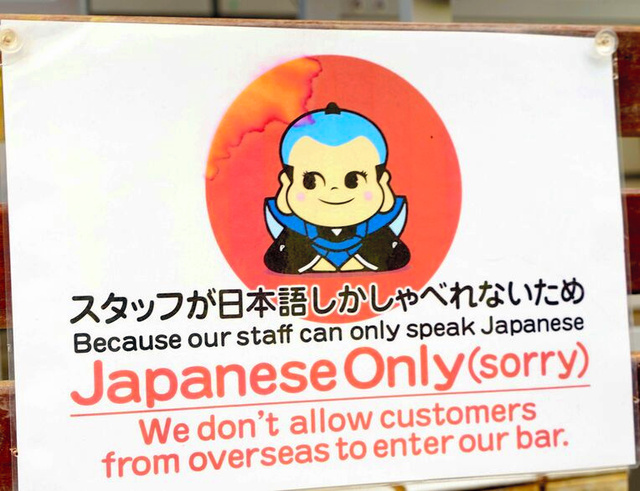 スタッフが日本語しかしゃべれないため
Because our staff can only speak Japanese
Japanese Only(sorry)
We don't allow customers
from overseas to enter our bar.